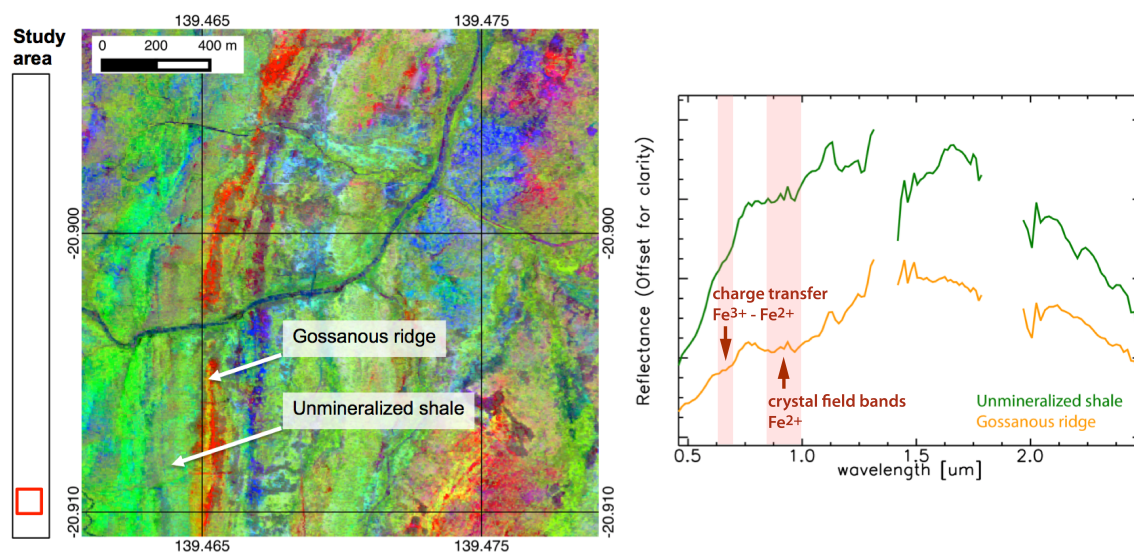 Study
area
139.465
139.475
0 200 400 m
-20.900
-20.900
Gossanous ridge
Unmineralized shale
-20.910
-20.910
139.465
139.475
Reflectance (Offset for clarity)
charge transfer
Fe³⁺ - Fe²⁺
crystal field bands
Fe²⁺
Unmineralized shale
Gossanous ridge
0.5 1.0 1.5 2.0
wavelength [um]